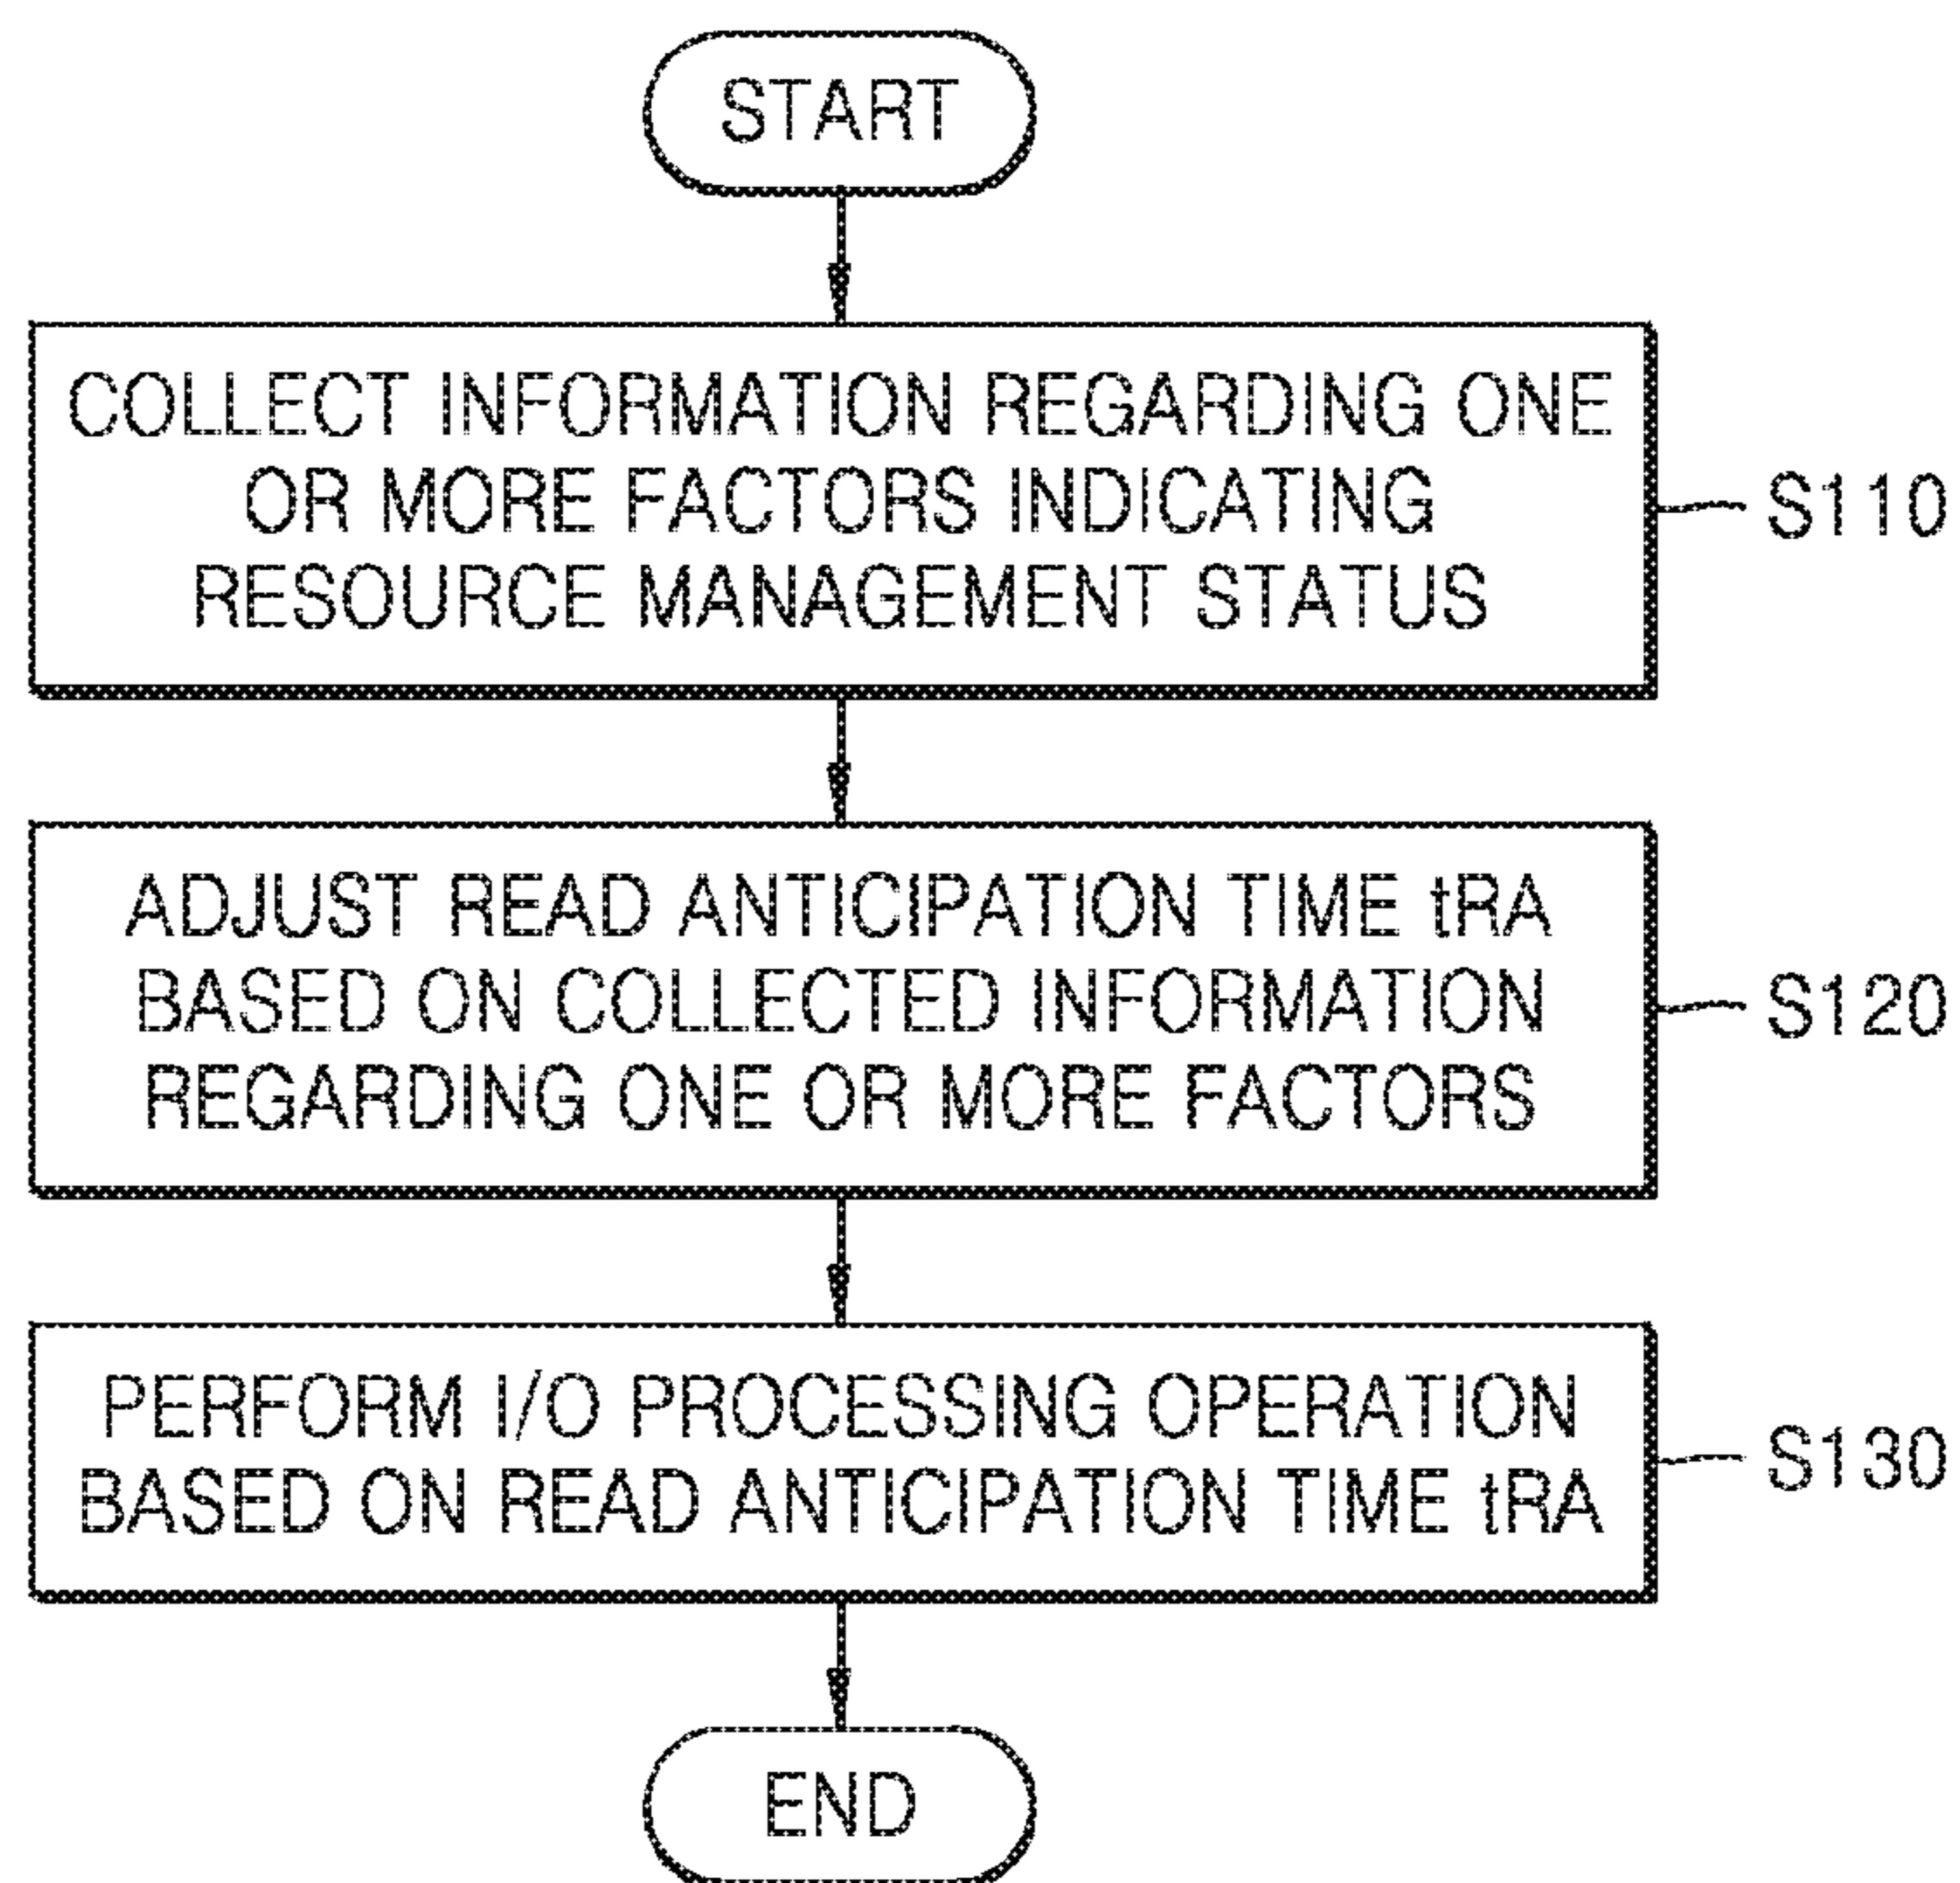 START
COLLECT INFORMATION REGARDING ONE
OR MORE FACTORS INDICATING
RESOURCE MANAGEMENT STATUS
S110
ADJUST READ ANTICIPATION TIME tRA
BASED ON COLLECTED INFORMATION
REGARDING ONE OR MORE FACTORS
S120
PERFORM I/O PROCESSING OPERATION
BASED ON READ ANTICIPATION TIME tRA
S130
END